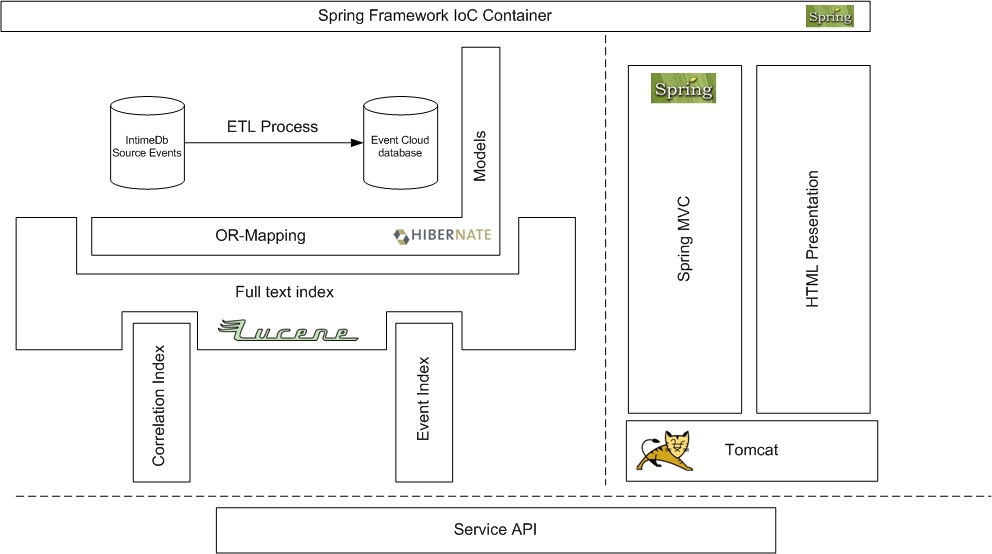 Spring Framework IoC Container
Spring
IntimeDb
Source Events
ETL Process
Event Cloud
database
Models
OR-Mapping
HIBERNATE
Full text index
Lucene
Correlation Index
Event Index
Spring
Spring MVC
HTML Presentation
Tomcat
Service API